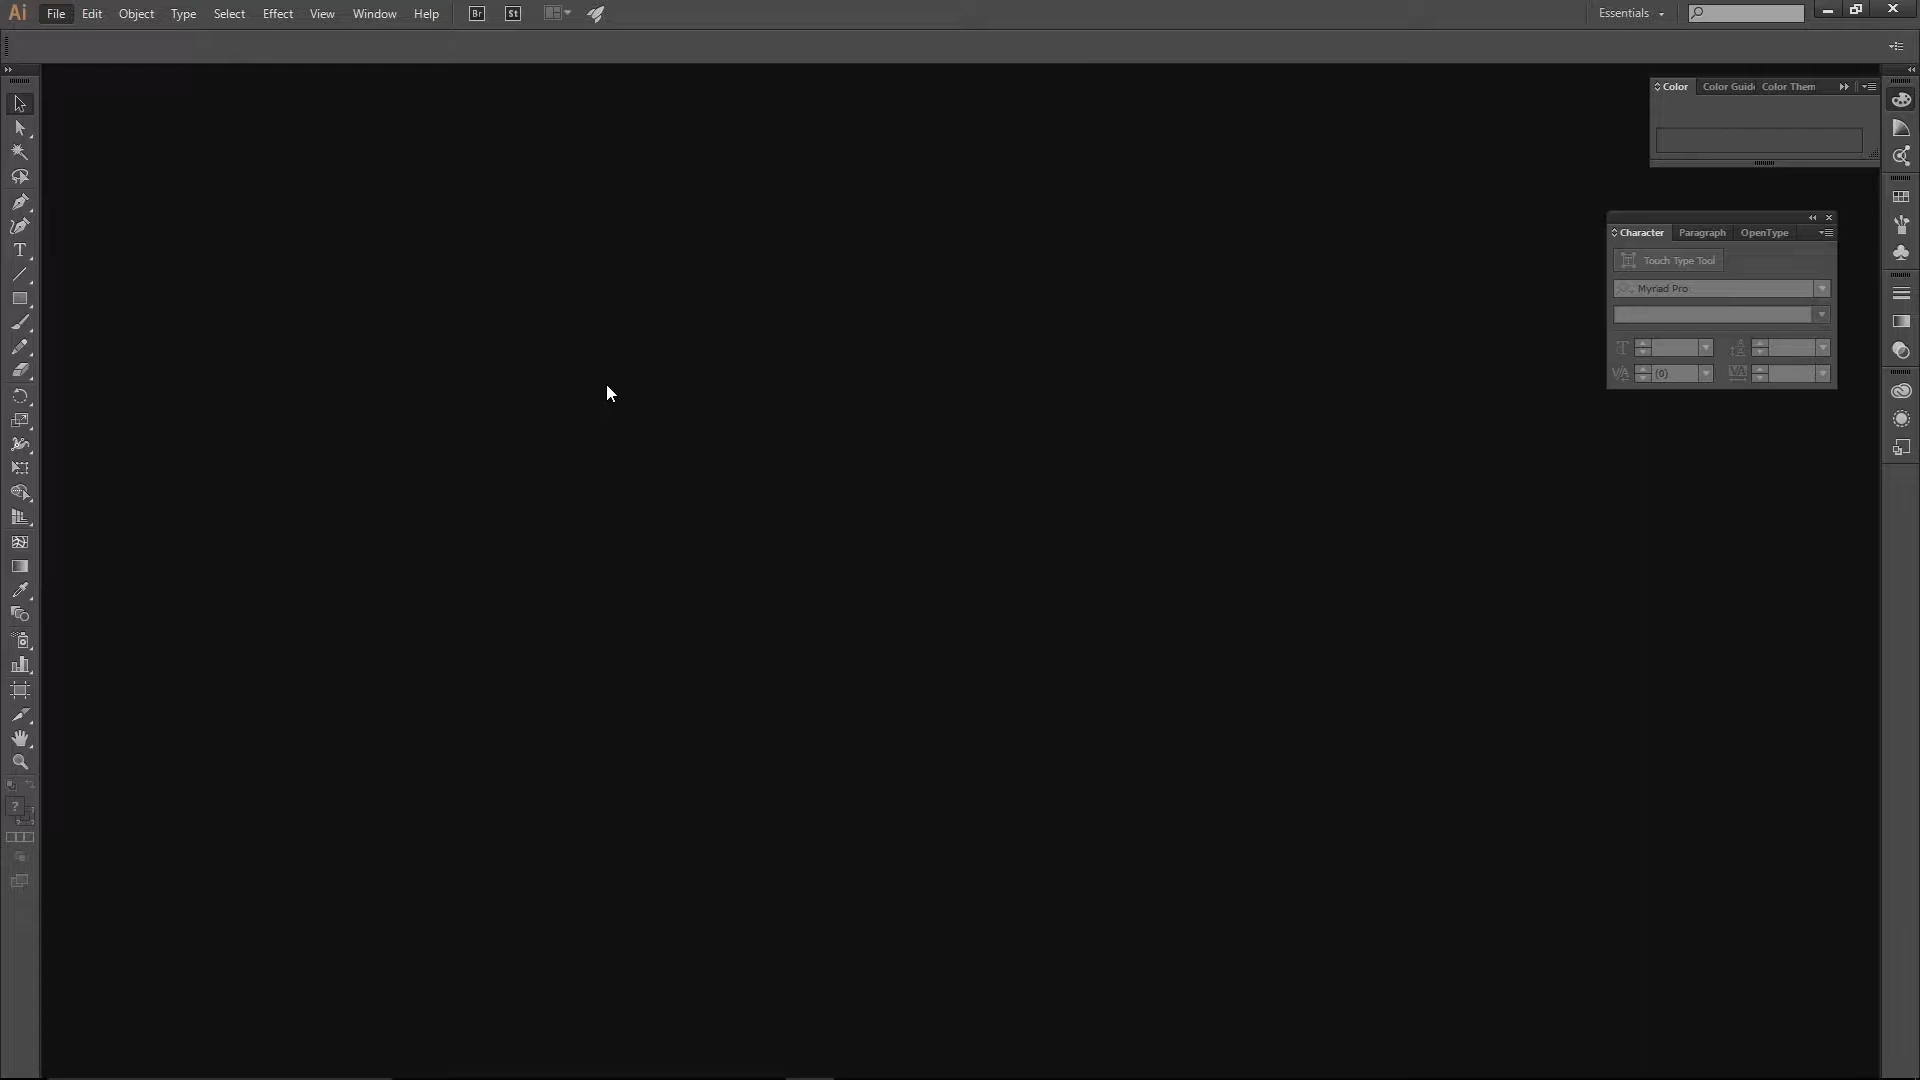 Ai File Edit Object Type Select Effect View Window Help Br St Essentials
Color Color Guid Color Them
Character Paragraph OpenType
Touch Type Tool
Myriad Pro
(0)
T
?